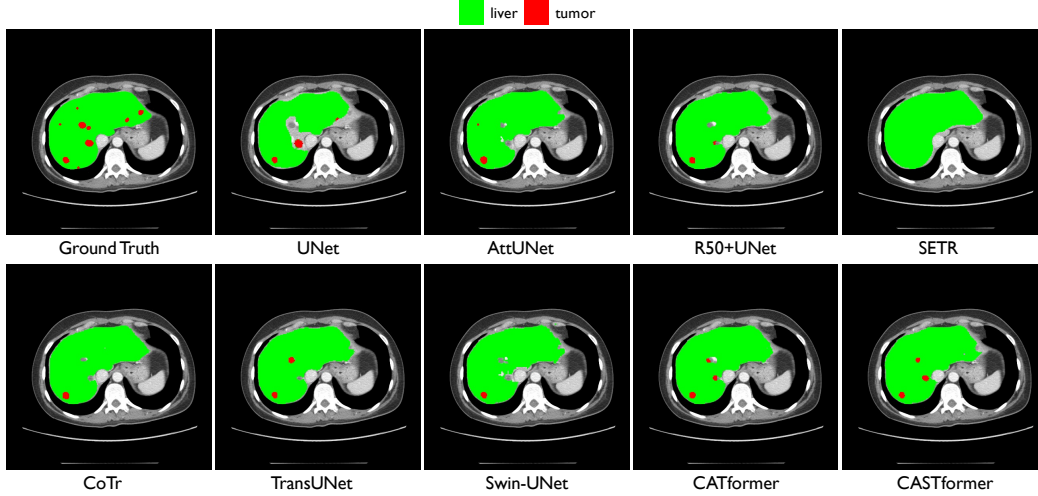 liver tumor
Ground Truth UNet AttUNet R50+UNet SETR
CoTr TransUNet Swin-UNet CATformer CASTformer